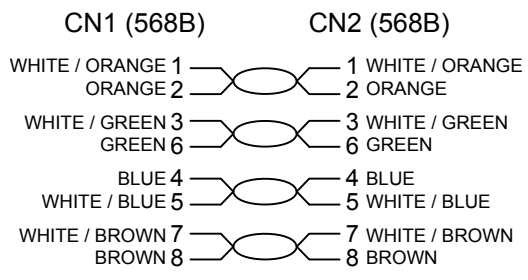 CN1 (568B) CN2 (568B)
WHITE / ORANGE 1 1 WHITE / ORANGE
ORANGE 2 2 ORANGE
WHITE / GREEN 3 3 WHITE / GREEN
GREEN 6 6 GREEN
BLUE 4 4 BLUE
WHITE / BLUE 5 5 WHITE / BLUE
WHITE / BROWN 7 7 WHITE / BROWN
BROWN 8 8 BROWN